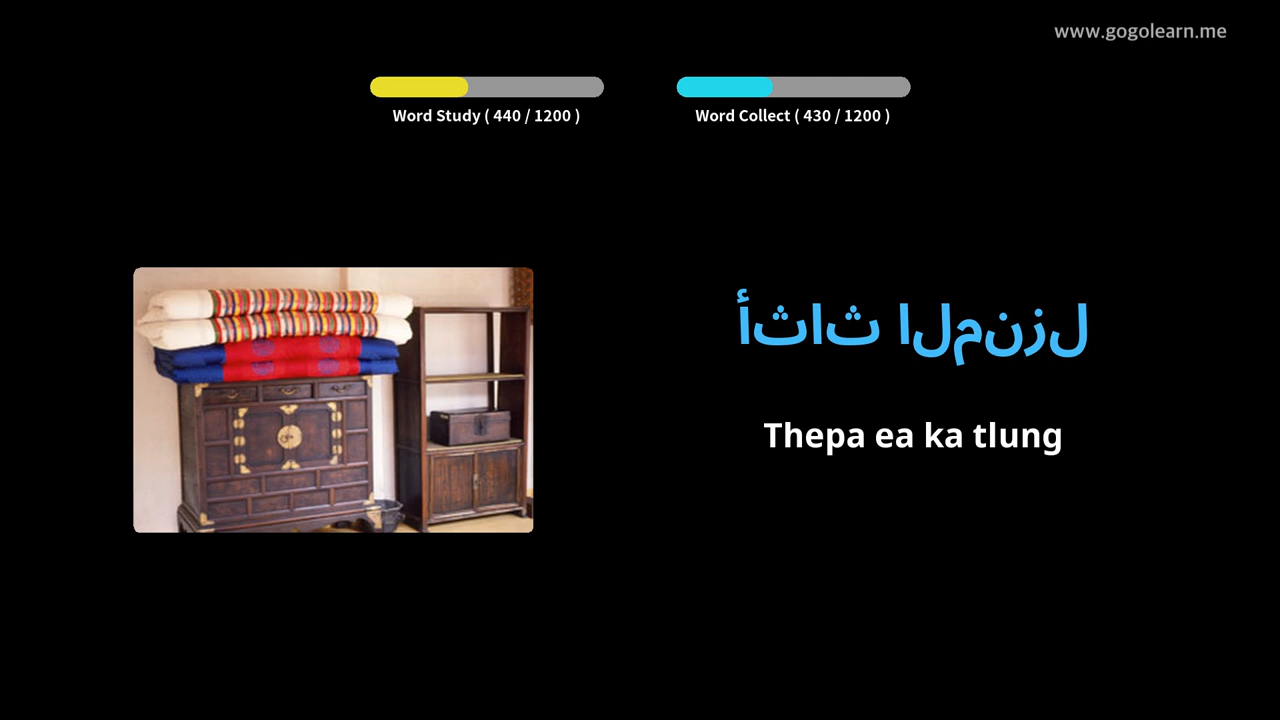 www.gogolearn.me
Word Study ( 440 / 1200 )
Word Collect ( 430 / 1200 )
أثاث المنزل
Thepa ea ka tlung